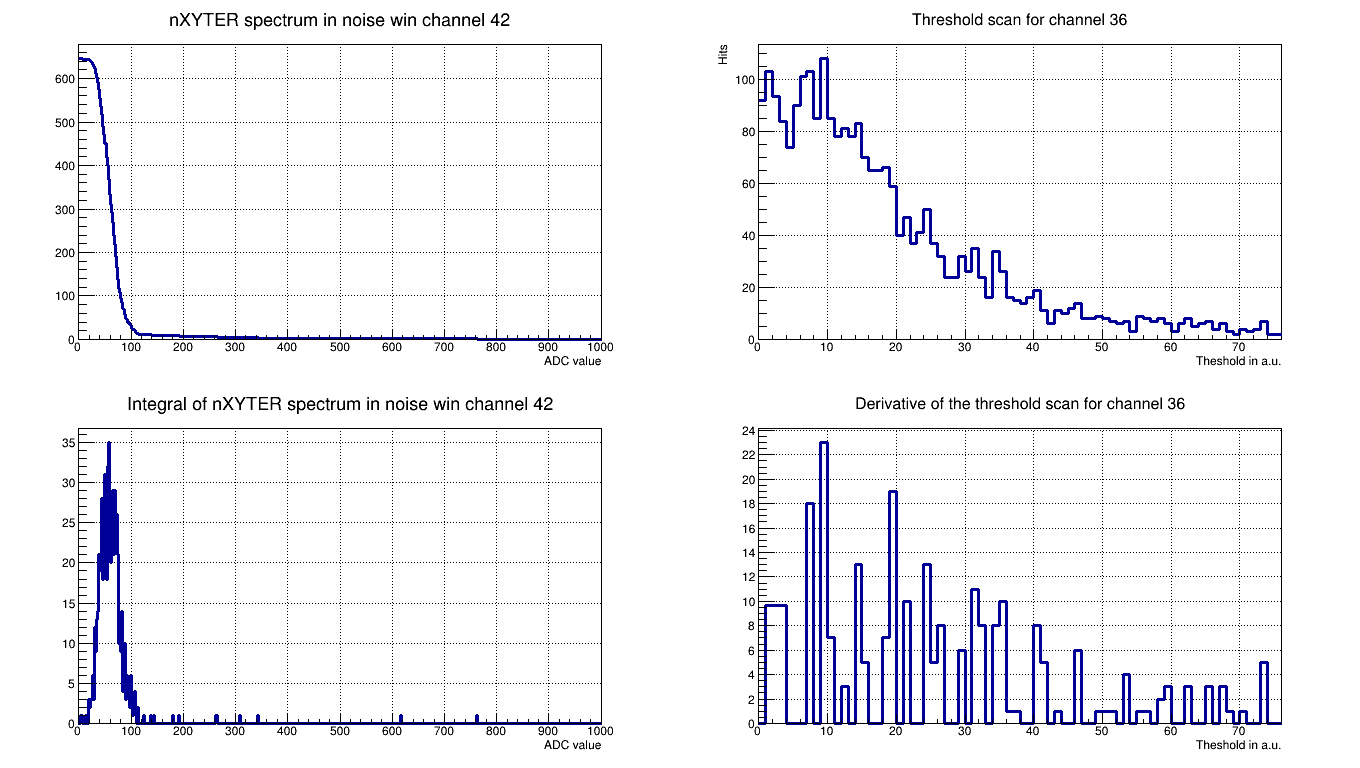 nXYTER spectrum in noise win channel 42
600
500
400
300
200
100
0
0 100 200 300 400 500 600 700 800 900 1000
ADC value
Threshold scan for channel 36
Hits
100
80
60
40
20
0
0 10 20 30 40 50 60 70
Theshold in a.u.
Integral of nXYTER spectrum in noise win channel 42
35
30
25
20
15
10
5
0
0 100 200 300 400 500 600 700 800 900 1000
ADC value
Derivative of the threshold scan for channel 36
24
22
20
18
16
14
12
10
8
6
4
2
0
0 10 20 30 40 50 60 70
Theshold in a.u.